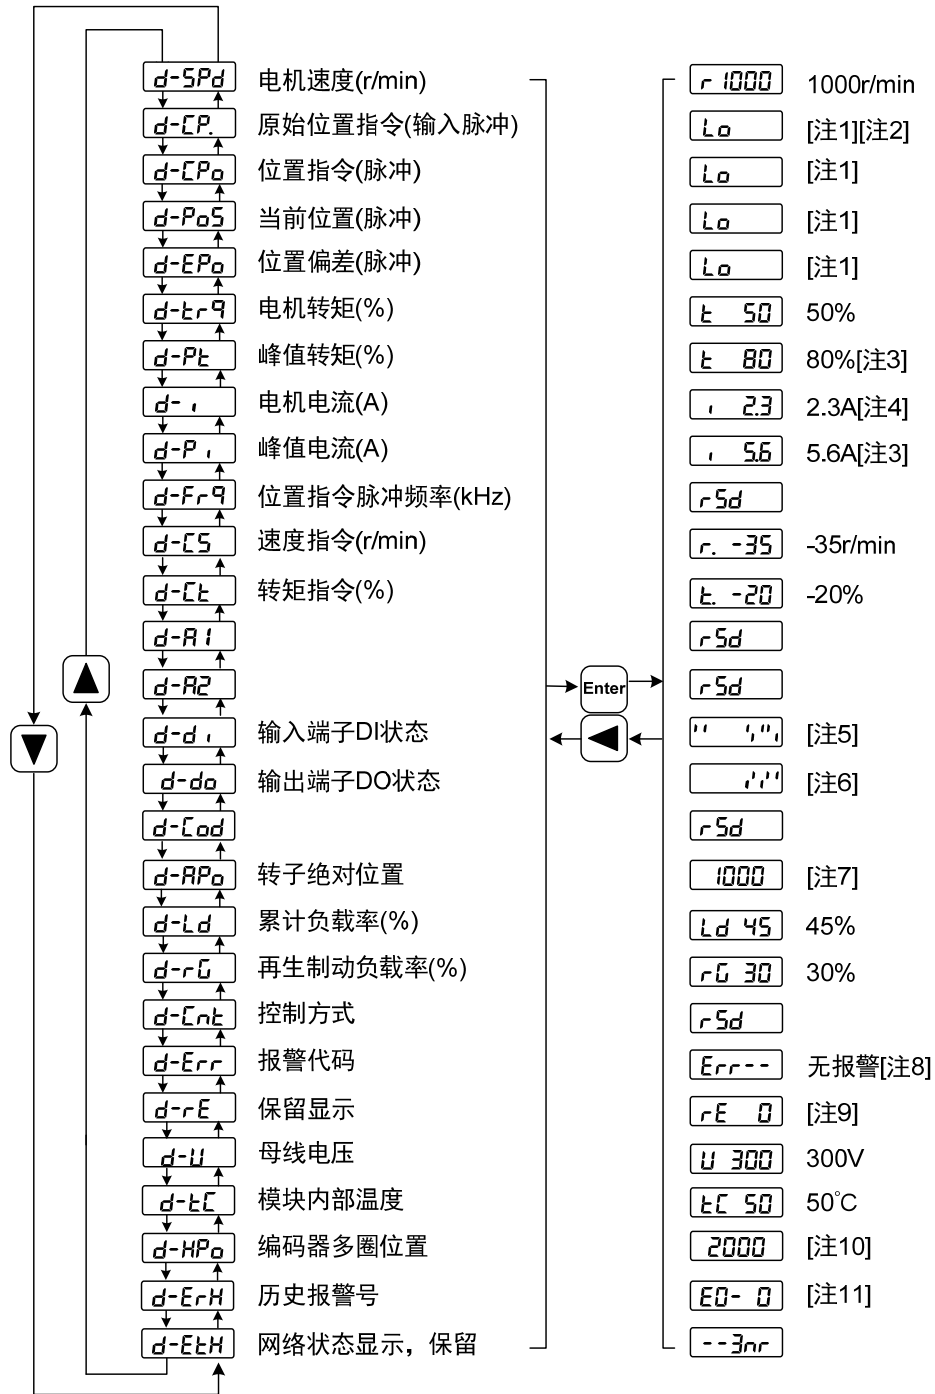 d-SPd 电机速度(r/min) r 1000 1000r/min
d-CP. 原始位置指令(输入脉冲) Lo [注1][注2]
d-CPo 位置指令(脉冲) Lo [注1]
d-PoS 当前位置(脉冲) Lo [注1]
d-EPo 位置偏差(脉冲) Lo [注1]
d-trq 电机转矩(%) t 50 50%
d-Pt 峰值转矩(%) t 80 80%[注3]
d-i 电机电流(A) i 2.3 2.3A[注4]
d-Pi 峰值电流(A) i 5.6 5.6A[注3]
d-Frq 位置指令脉冲频率(kHz) rSd
d-CS 速度指令(r/min) r. -35 -35r/min
d-Ct 转矩指令(%) t. -20 -20%
d-A1 rSd
d-A2 rSd
Enter
d-di 输入端子DI状态 [注5]
d-do 输出端子DO状态 [注6]
d-Cod rSd
d-APo 转子绝对位置 1000 [注7]
d-Ld 累计负载率(%) Ld 45 45%
d-rG 再生制动负载率(%) rG 30 30%
d-Cnt 控制方式 rSd
d-Err 报警代码 Err-- 无报警[注8]
d-rE 保留显示 rE 0 [注9]
d-U 母线电压 U 300 300V
d-tC 模块内部温度 tC 50 50℃
d-HPo 编码器多圈位置 2000 [注10]
d-ErH 历史报警号 E0- 0 [注11]
d-EtH 网络状态显示，保留 --3nr